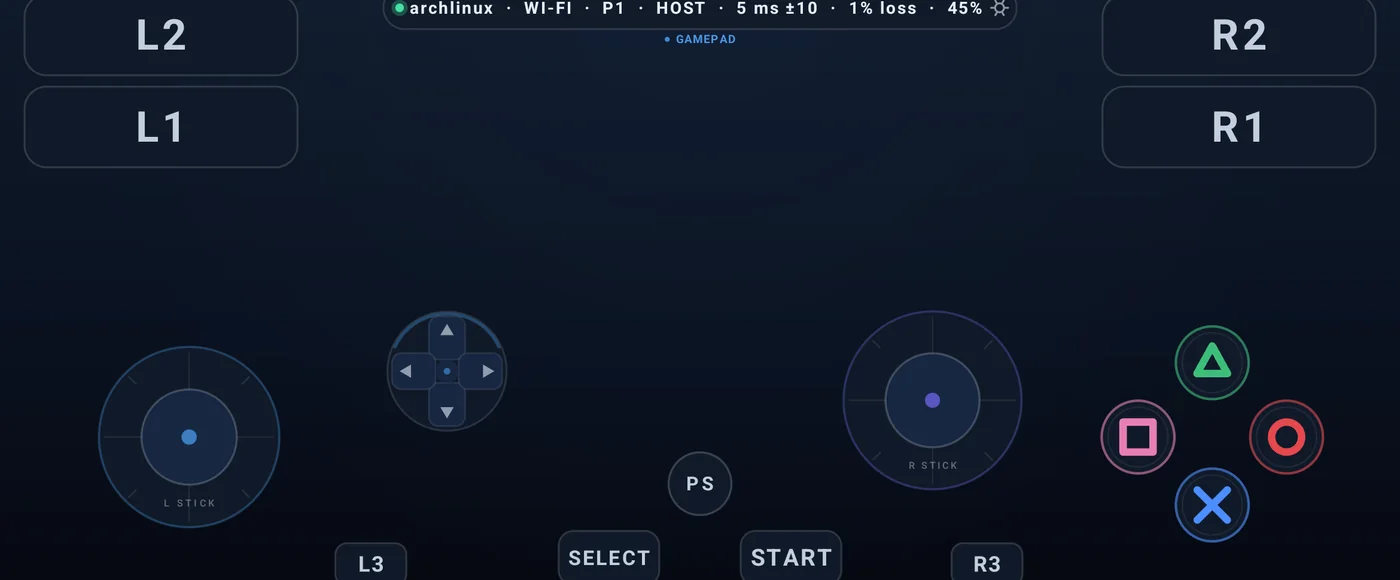 L2
archlinux · WI-FI · P1 · HOST · 5 ms ±10 · 1% loss · 45%
R2
• GAMEPAD
L1
R1
L STICK
R STICK
PS
L3
SELECT
START
R3